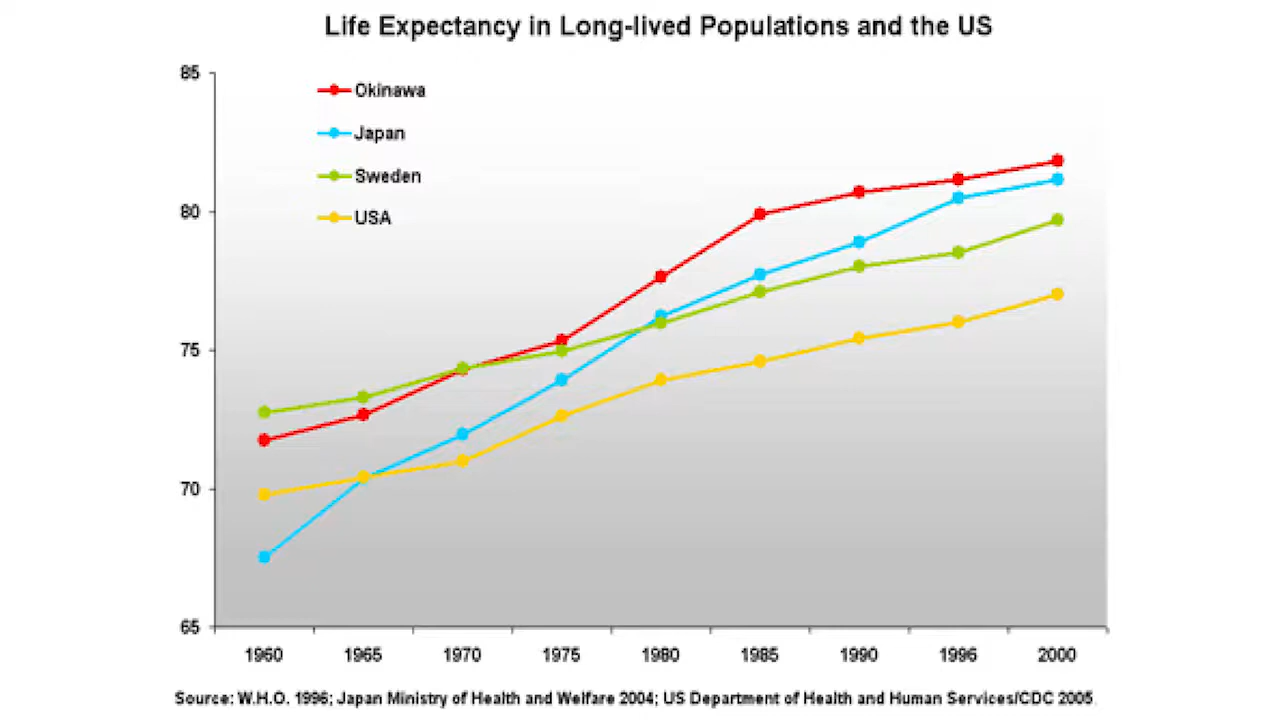 Life Expectancy in Long-lived Populations and the US
85
80
75
70
65
Okinawa
Japan
Sweden
USA
1960 1965 1970 1975 1980 1985 1990 1996 2000
Source: W.H.O. 1996; Japan Ministry of Health and Welfare 2004; US Department of Health and Human Services/CDC 2005